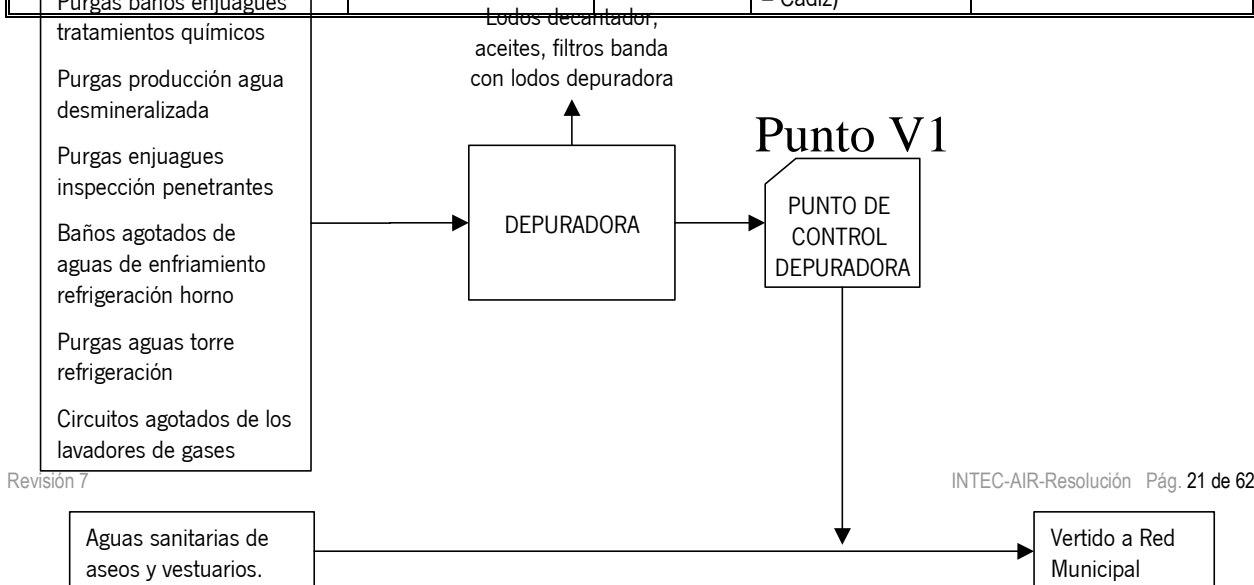 Purgas baños enjuagues
tratamientos químicos
Purgas producción agua
desmineralizada
Purgas enjuagues
inspección penetrantes
Baños agotados de
aguas de enfriamiento
refrigeración horno
Purgas aguas torre
refrigeración
Circuitos agotados de los
lavadores de gases
Lodos decantador,
aceites, filtros banda
con lodos depuradora
– Cádiz)
DEPURADORA
Punto V1
PUNTO DE
CONTROL
DEPURADORA
Revisión 7
INTEC-AIR-Resolución Pág. 21 de 62
Aguas sanitarias de
aseos y vestuarios.
Vertido a Red
Municipal